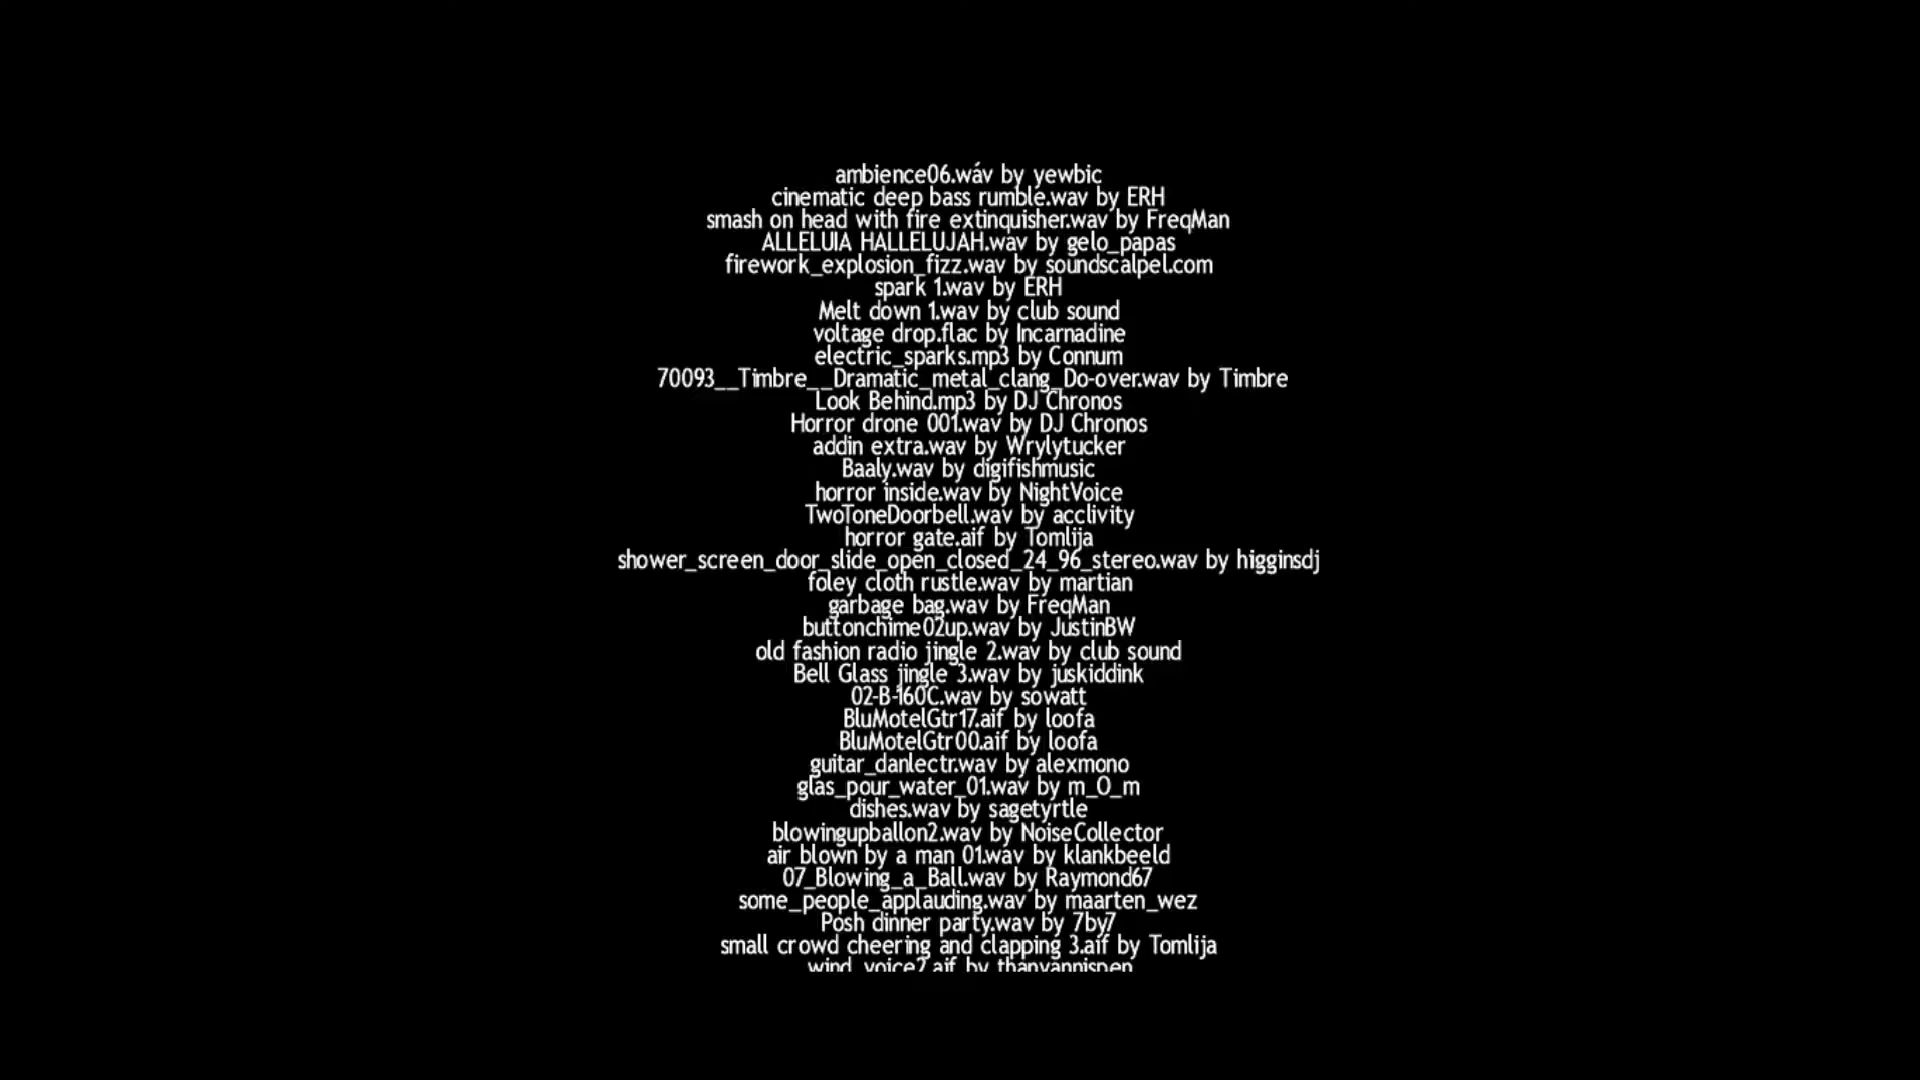 ambience06.wav by yewbic
cinematic deep bass rumble.wav by ERH
smash on head with fire extinquisher.wav by FreqMan
ALLELUIA HALLELUJAH.wav by gelo_papas
firework_explosion_fizz.wav by soundscalpel.com
spark 1.wav by ERH
Melt down 1.wav by club sound
voltage drop.flac by Incarnadine
electric_sparks.mp3 by Connum
70093__Timbre__Dramatic_metal_clang_Do-over.wav by Timbre
Look Behind.mp3 by DJ Chronos
Horror drone 001.wav by DJ Chronos
addin extra.wav by Wrylytucker
Baaly.wav by digifishmusic
horror inside.wav by NightVoice
TwoToneDoorbell.wav by acclivity
horror gate.aif by Tomlija
shower_screen_door_slide_open_closed_24_96_stereo.wav by higginsdj
foley cloth rustle.wav by martian
garbage bag.wav by FreqMan
buttonchime02up.wav by JustinBW
old fashion radio jingle 2.wav by club sound
Bell Glass jingle 3.wav by juskiddink
02-B-160C.wav by sowatt
BluMotelGtr17.aif by loofa
BluMotelGtr00.aif by loofa
guitar_danlectr.wav by alexmono
glas_pour_water_01.wav by m_O_m
dishes.wav by sagetyrtle
blowingupballon2.wav by NoiseCollector
air blown by a man 01.wav by klankbeeld
07_Blowing_a_Ball.wav by Raymond67
some_people_applauding.wav by maarten_wez
Posh dinner party.wav by 7by7
small crowd cheering and clapping 3.aif by Tomlija
wind_voice2.aif by thanvannispen